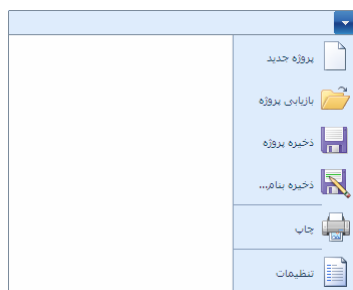 پروژه جدید
بازیابی پروژه
ذخیره پروژه
ذخیره بنام...
چاپ
تنظیمات